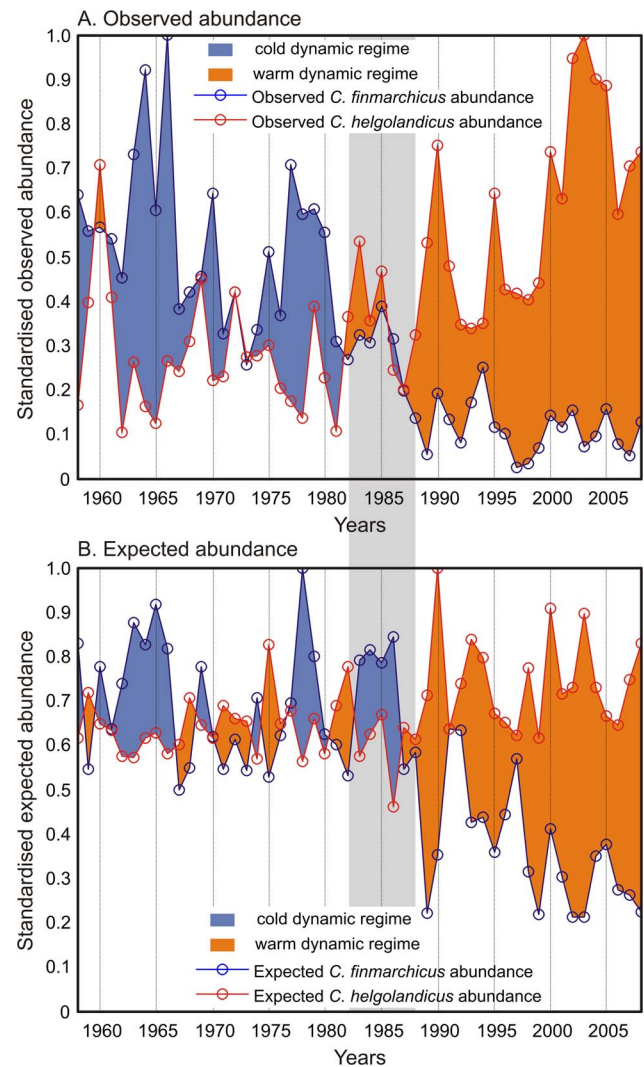 A. Observed abundance
1.0
cold dynamic regime
0.9
warm dynamic regime
Observed C. finmarchicus abundance
0.8
Observed C. helgolandicus abundance
0.7
0.6
0.5
0.4
0.3
0.2
0.1
0
Standardised observed abundance
1960 1965 1970 1975 1980 1985 1990 1995 2000 2005
Years
B. Expected abundance
1.0
0.9
0.8
0.7
0.6
0.5
0.4
0.3
0.2
0.1
0
Standardised expected abundance
cold dynamic regime
warm dynamic regime
Expected C. finmarchicus abundance
Expected C. helgolandicus abundance
1960 1965 1970 1975 1980 1985 1990 1995 2000 2005
Years